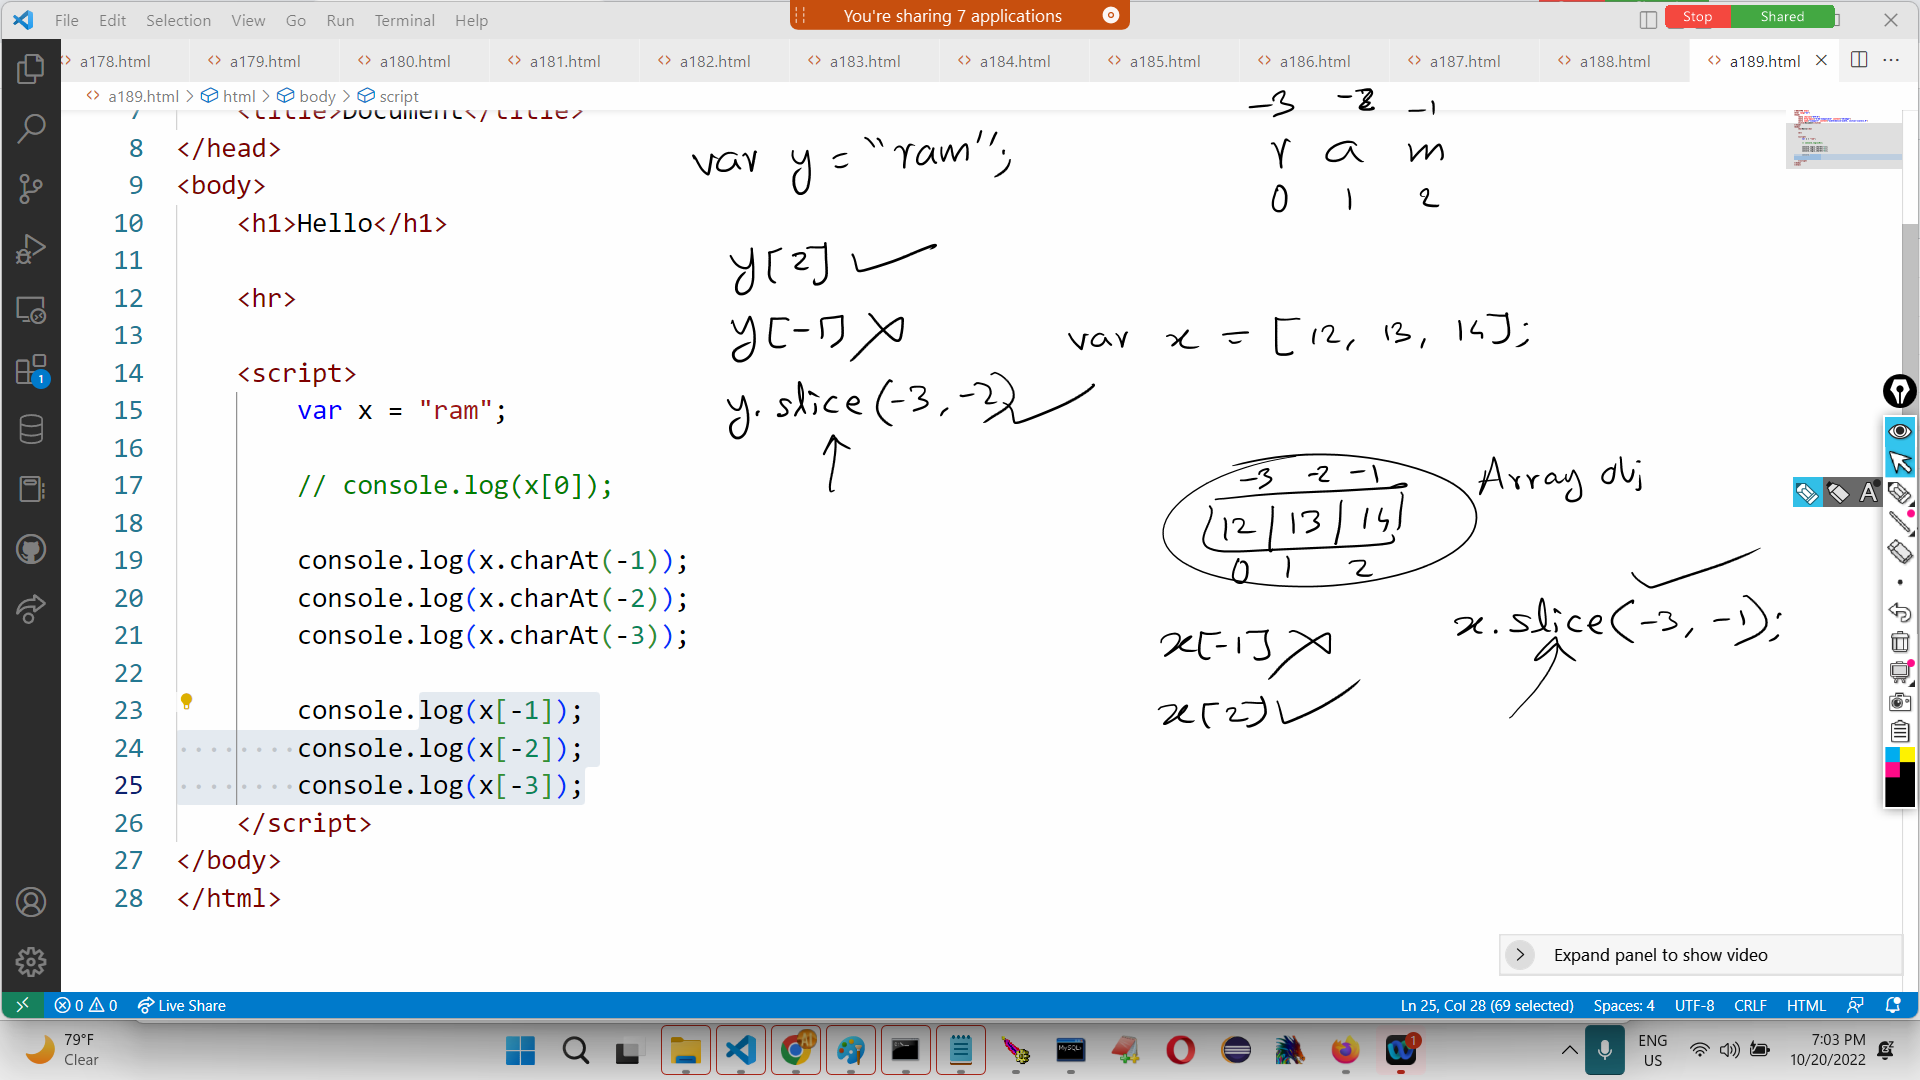 File Edit Selection View Go Run Terminal Help
You're sharing 7 applications
Stop Shared
a178.html a179.html a180.html a181.html a182.html a183.html a184.html a185.html a186.html a187.html a188.html a189.html
a189.html > html > body > script
7 <title>Document</title>
8 </head>
9 <body>
10 <h1>Hello</h1>
11
12 <hr>
13
14 <script>
15 var x = "ram";
16
17 // console.log(x[0]);
18
19 console.log(x.charAt(-1));
20 console.log(x.charAt(-2));
21 console.log(x.charAt(-3));
22
23 console.log(x[-1]);
24 console.log(x[-2]);
25 console.log(x[-3]);
26 </script>
27 </body>
28 </html>
var y = "ram";
-3 -2 -1
r a m
0 1 2
y[2]
y[-1]
y.slice(-3, -2)
var x = [12, 13, 14];
-3 -2 -1
12 13 14
0 1 2
Array obj
x[-1]
x[2]
x.slice(-3, -1);
A
1
Expand panel to show video
0 0 Live Share
Ln 25, Col 28 (69 selected) Spaces: 4 UTF-8 CRLF HTML
79°F
Clear
MySQL
1
ENG
US
7:03 PM
10/20/2022